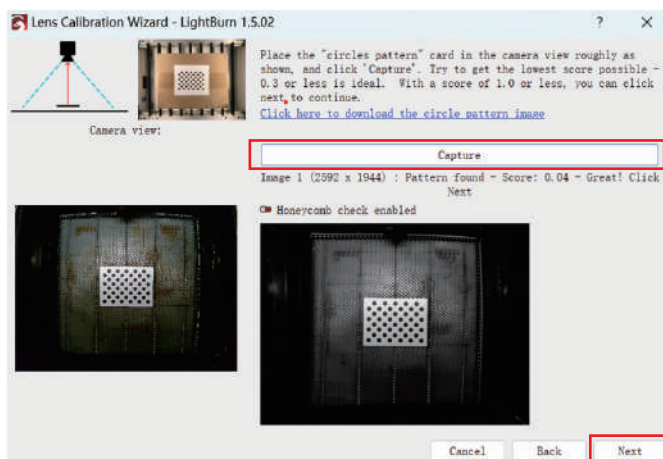 Lens Calibration Wizard - LightBurn 1.5.02
? X
Place the "circles pattern" card in the camera view roughly as
shown, and click 'Capture'. Try to get the lowest score possible -
0.3 or less is ideal. With a score of 1.0 or less, you can click
next to continue.
Click here to download the circle pattern image
Camera view:
Capture
Image 1 (2592 x 1944) : Pattern found - Score: 0.04 - Great! Click
Next
Honeycomb check enabled
Cancel Back Next